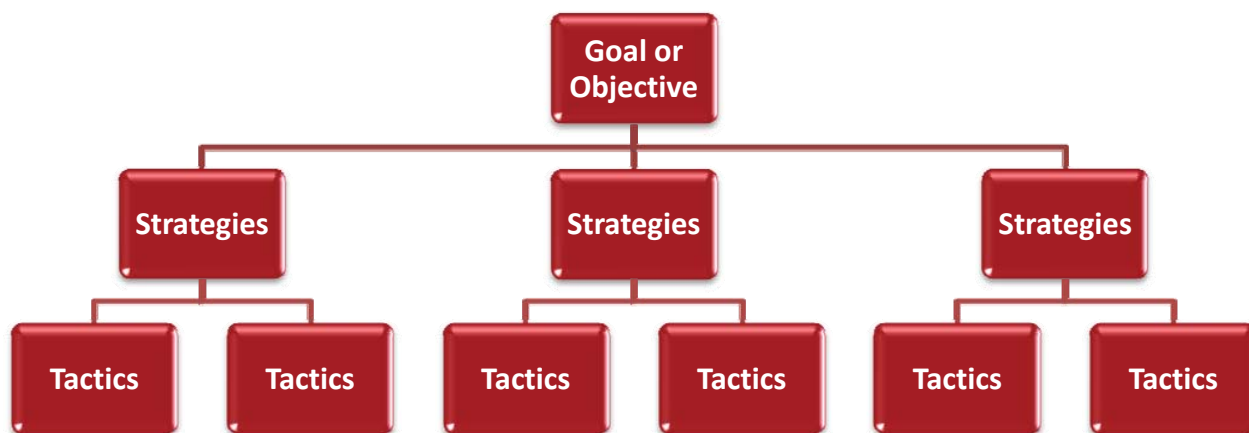 Goal or
Objective
Strategies
Strategies
Strategies
Tactics
Tactics
Tactics
Tactics
Tactics
Tactics